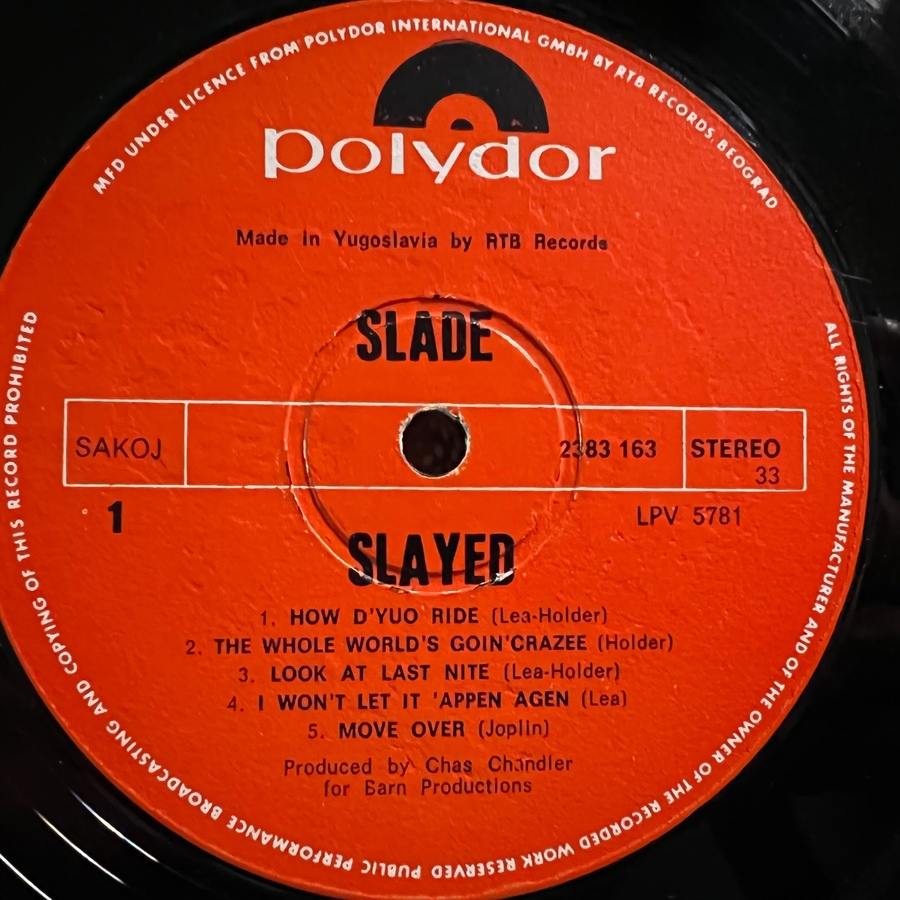 MFD UNDER LICENCE FROM POLYDOR INTERNATIONAL GMBH BY RTB RECORDS, BEOGRAD
polydor
Made in Yugoslavia by RTB Records
SLADE
SAKOJ
2383 163
STEREO
33
1
LPV 5781
SLAYED
1. HOW D'YUO RIDE (Lea-Holder)
2. THE WHOLE WORLD'S GOIN'CRAZEE (Holder)
3. LOOK AT LAST NITE (Lea-Holder)
4. I WON'T LET IT 'APPEN AGEN (Lea)
5. MOVE OVER (Joplin)
Produced by Chas Chandler
for Barn Productions
ALL RIGHTS OF THE MANUFACTURER AND OF THE OWNER OF THE RECORDED WORK RESERVED PUBLIC PERFORMANCE BROADCASTING AND COPYING OF THIS RECORD PROHIBITED